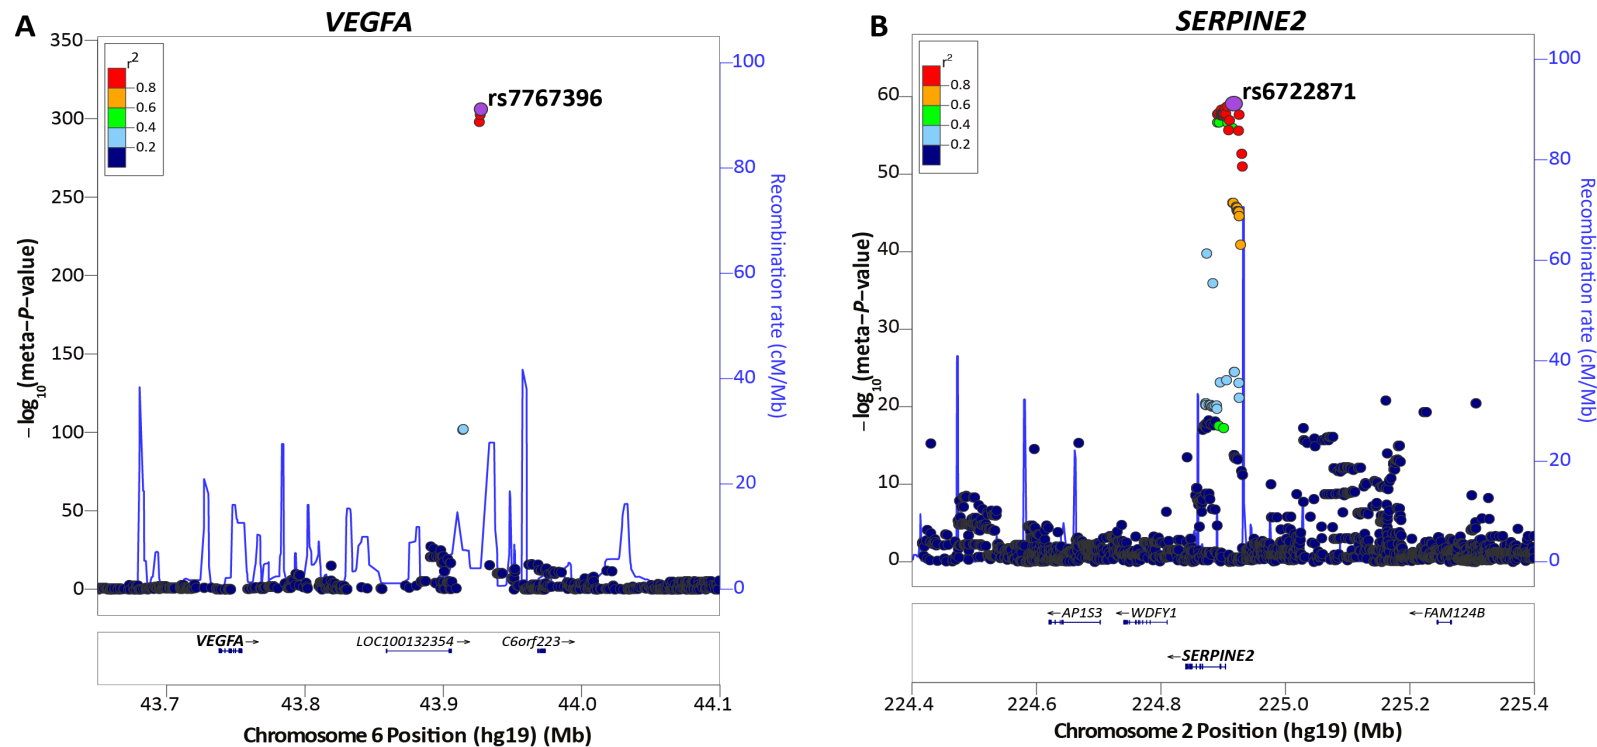 A
VEGFA
350
300
250
200
150
100
50
0
−log10(meta−P−value)
r2
0.8
0.6
0.4
0.2
rs7767396
100
80
60
40
20
0
Recombination rate (cM/Mb)
VEGFA→
LOC100132354 →
C6orf223→
43.7
43.8
43.9
44.0
44.1
Chromosome 6 Position (hg19) (Mb)
B
SERPINE2
60
50
40
30
20
10
0
−log10(meta−P−value)
r2
0.8
0.6
0.4
0.2
rs6722871
100
80
60
40
20
0
Recombination rate (cM/Mb)
←AP1S3
←WDFY1
←FAM124B
←SERPINE2
224.4
224.6
224.8
225.0
225.2
225.4
Chromosome 2 Position (hg19) (Mb)